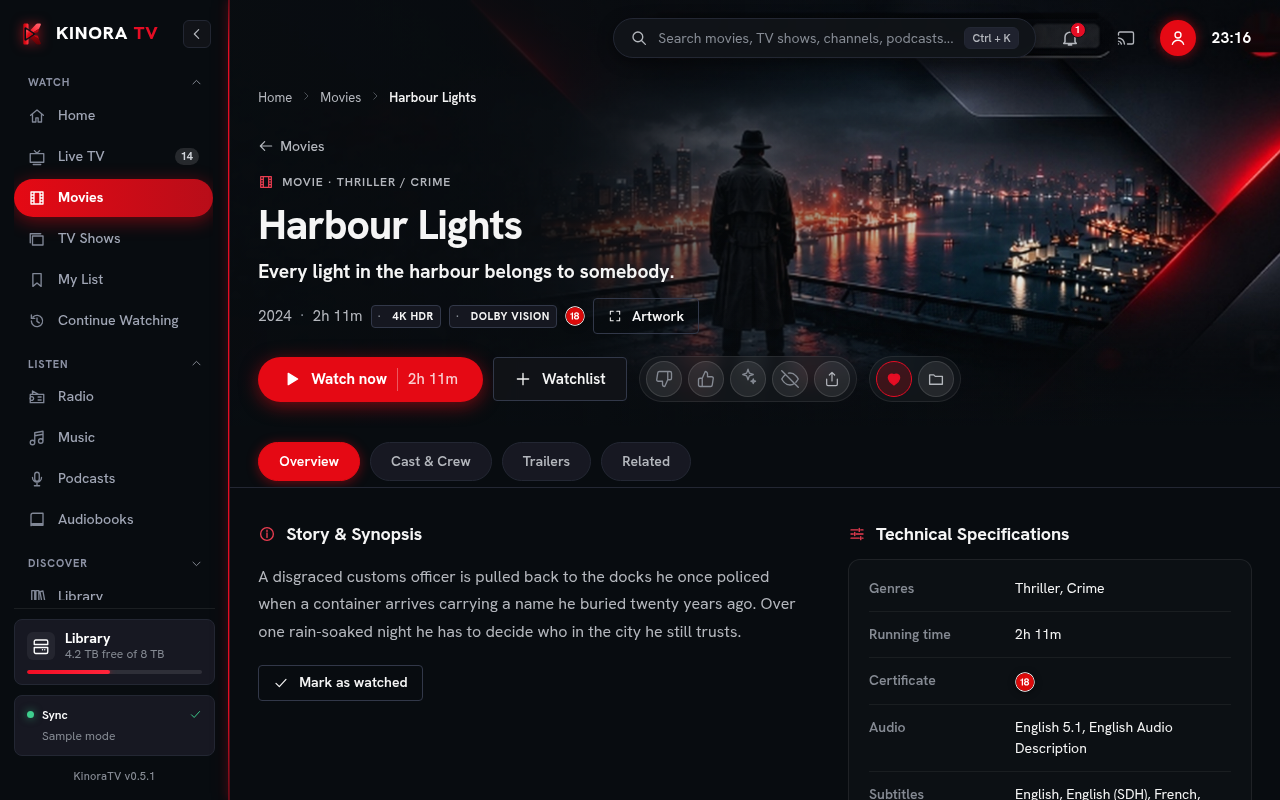 KINORA TV
Search movies, TV shows, channels, podcasts...
Ctrl + K
1
23:16
WATCH
Home
Live TV
14
Movies
TV Shows
My List
Continue Watching
LISTEN
Radio
Music
Podcasts
Audiobooks
DISCOVER
Library
Library
4.2 TB free of 8 TB
Sync
Sample mode
KinoraTV v0.5.1
Home
Movies
Harbour Lights
Movies
MOVIE · THRILLER / CRIME
Harbour Lights
Every light in the harbour belongs to somebody.
2024 · 2h 11m · 4K HDR · DOLBY VISION 18 Artwork
Watch now 2h 11m
Watchlist
Overview
Cast & Crew
Trailers
Related
Story & Synopsis
A disgraced customs officer is pulled back to the docks he once policed
when a container arrives carrying a name he buried twenty years ago. Over
one rain-soaked night he has to decide who in the city he still trusts.
Mark as watched
Technical Specifications
Genres
Thriller, Crime
Running time
2h 11m
Certificate
18
Audio
English 5.1, English Audio
Description
Subtitles
English, English (SDH), French,